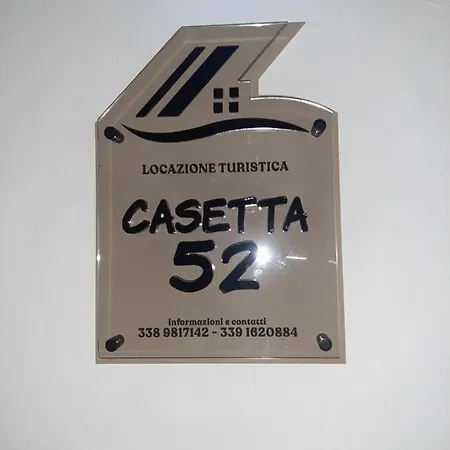 LOCAZIONE TURISTICA
CASETTA
52
informazioni e contatti
338 9817142 - 339 1620884